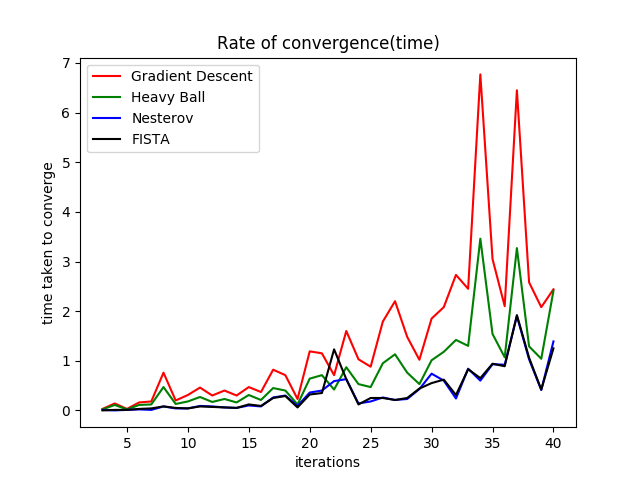 Rate of convergence(time)
Gradient Descent
Heavy Ball
Nesterov
FISTA
time taken to converge
7
6
5
4
3
2
1
0
5 10 15 20 25 30 35 40
iterations